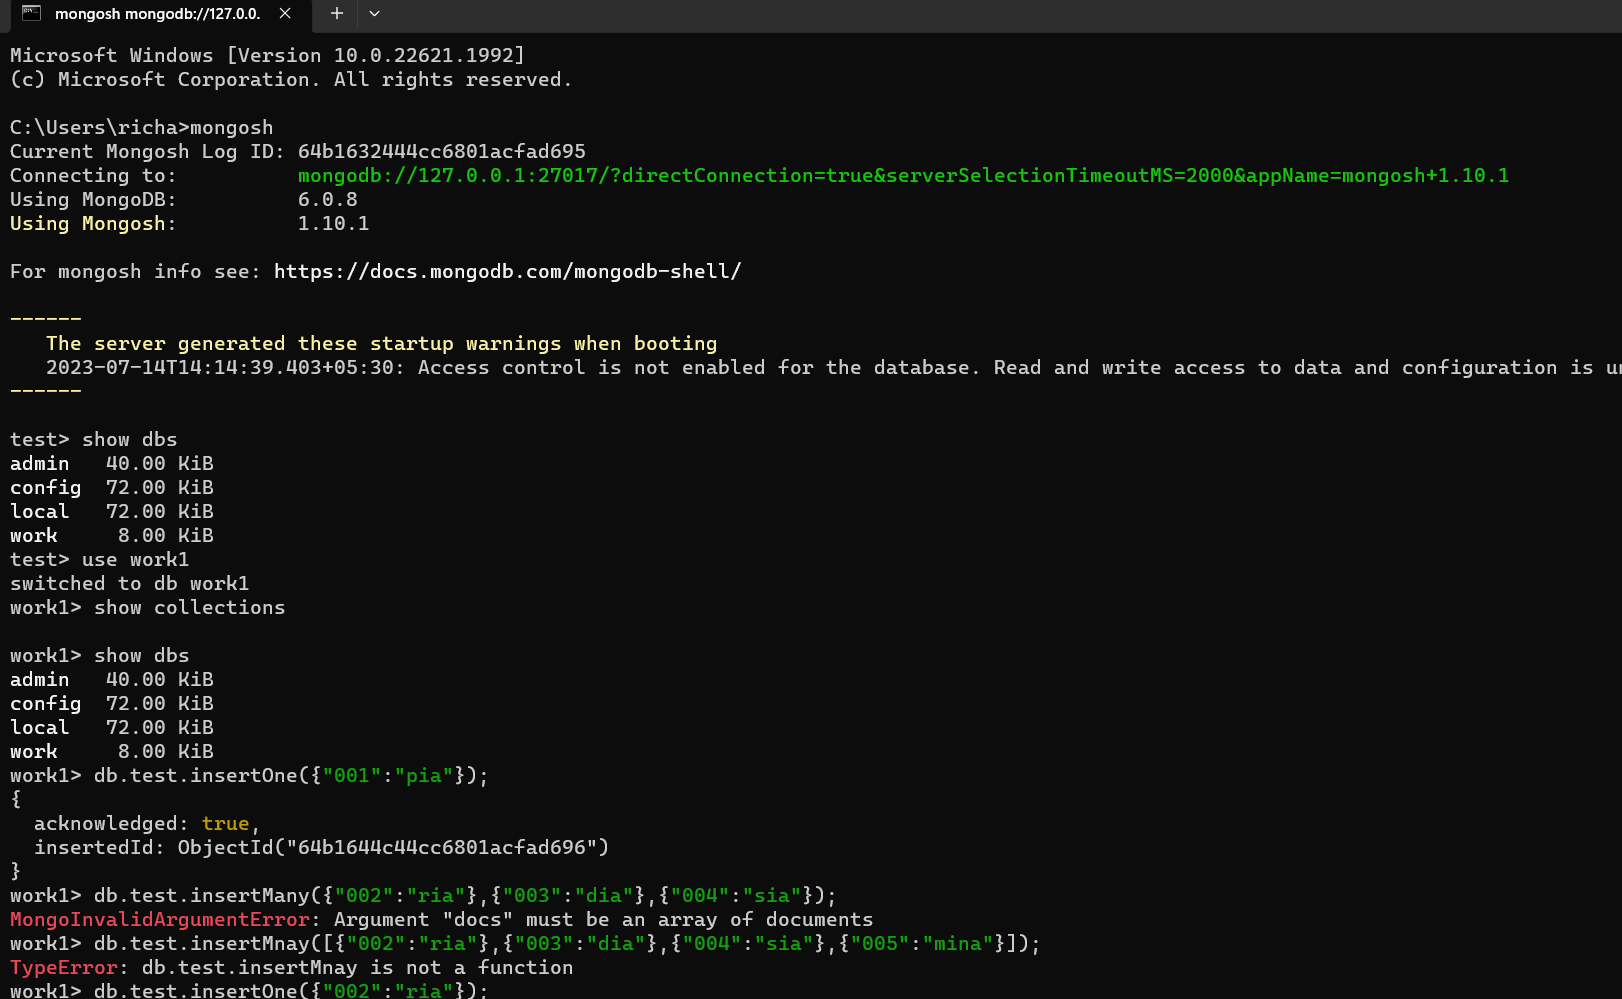 mongosh mongodb://127.0.0.
Microsoft Windows [Version 10.0.22621.1992]
(c) Microsoft Corporation. All rights reserved.
C:\Users\richa>mongosh
Current Mongosh Log ID: 64b1632444cc6801acfad695
Connecting to: mongodb://127.0.0.1:27017/?directConnection=true&serverSelectionTimeoutMS=2000&appName=mongosh+1.10.1
Using MongoDB: 6.0.8
Using Mongosh: 1.10.1
For mongosh info see: https://docs.mongodb.com/mongodb-shell/
------
The server generated these startup warnings when booting
2023-07-14T14:14:39.403+05:30: Access control is not enabled for the database. Read and write access to data and configuration is
------
test> show dbs
admin 40.00 KiB
config 72.00 KiB
local 72.00 KiB
work 8.00 KiB
test> use work1
switched to db work1
work1> show collections
work1> show dbs
admin 40.00 KiB
config 72.00 KiB
local 72.00 KiB
work 8.00 KiB
work1> db.test.insertOne({"001":"pia"});
{
acknowledged: true,
insertedId: ObjectId("64b1644c44cc6801acfad696")
}
work1> db.test.insertMany({"002":"ria"},{"003":"dia"},{"004":"sia"});
MongoInvalidArgumentError: Argument "docs" must be an array of documents
work1> db.test.insertMnay([{"002":"ria"},{"003":"dia"},{"004":"sia"},{"005":"mina"}]);
TypeError: db.test.insertMnay is not a function
work1> db.test.insertOne({"002":"ria"});